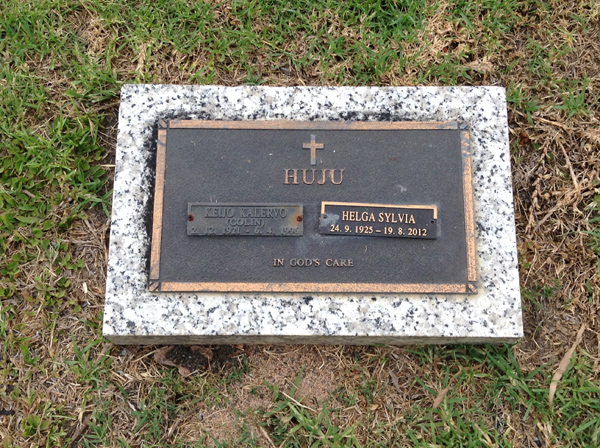 HUJU
KEIJO KALERVO
(COLIN)
HELGA SYLVIA
24. 9. 1925 – 19. 8. 2012
IN GOD'S CARE